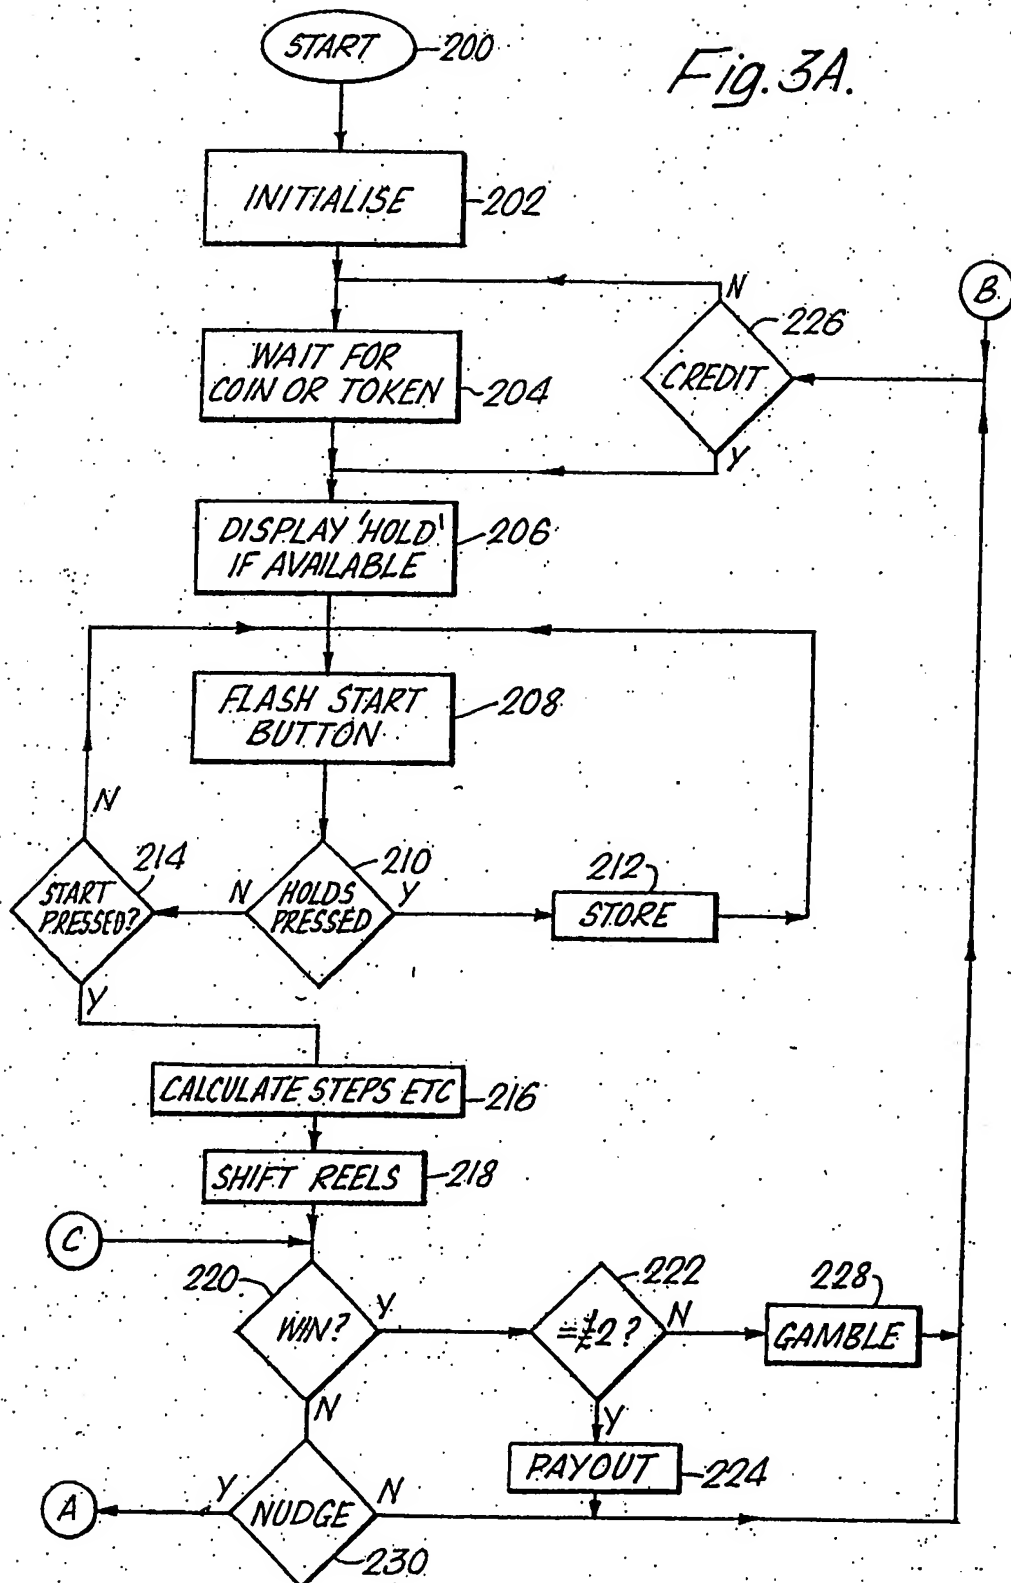 START
200
Fig. 3A.
INITIALISE
202
B
N
226
WAIT FOR
COIN OR TOKEN
204
CREDIT
Y
DISPLAY 'HOLD'
IF AVAILABLE
206
FLASH START
BUTTON
208
N
214
START
PRESSED?
N
210
HOLDS
PRESSED
Y
212
STORE
Y
CALCULATE STEPS ETC
216
SHIFT REELS
218
C
220
WIN?
Y
222
=£2?
N
228
GAMBLE
N
Y
PAYOUT
224
A
Y
NUDGE
N
230